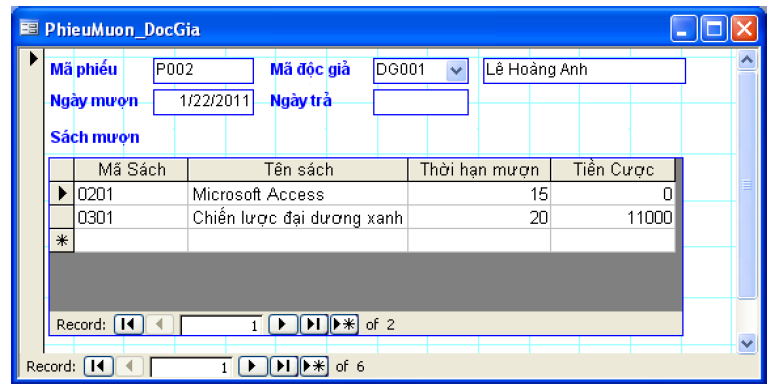 PhieuMuon_DocGia
Mã phiếu P002 Mã độc giả DG001 Lê Hoàng Anh
Ngày mượn 1/22/2011 Ngày trả
Sách mượn
Mã Sách Tên sách Thời hạn mượn Tiền Cược
0201 Microsoft Access 15 0
0301 Chiến lược đại dương xanh 20 11000
Record: 1 of 2
Record: 1 of 6